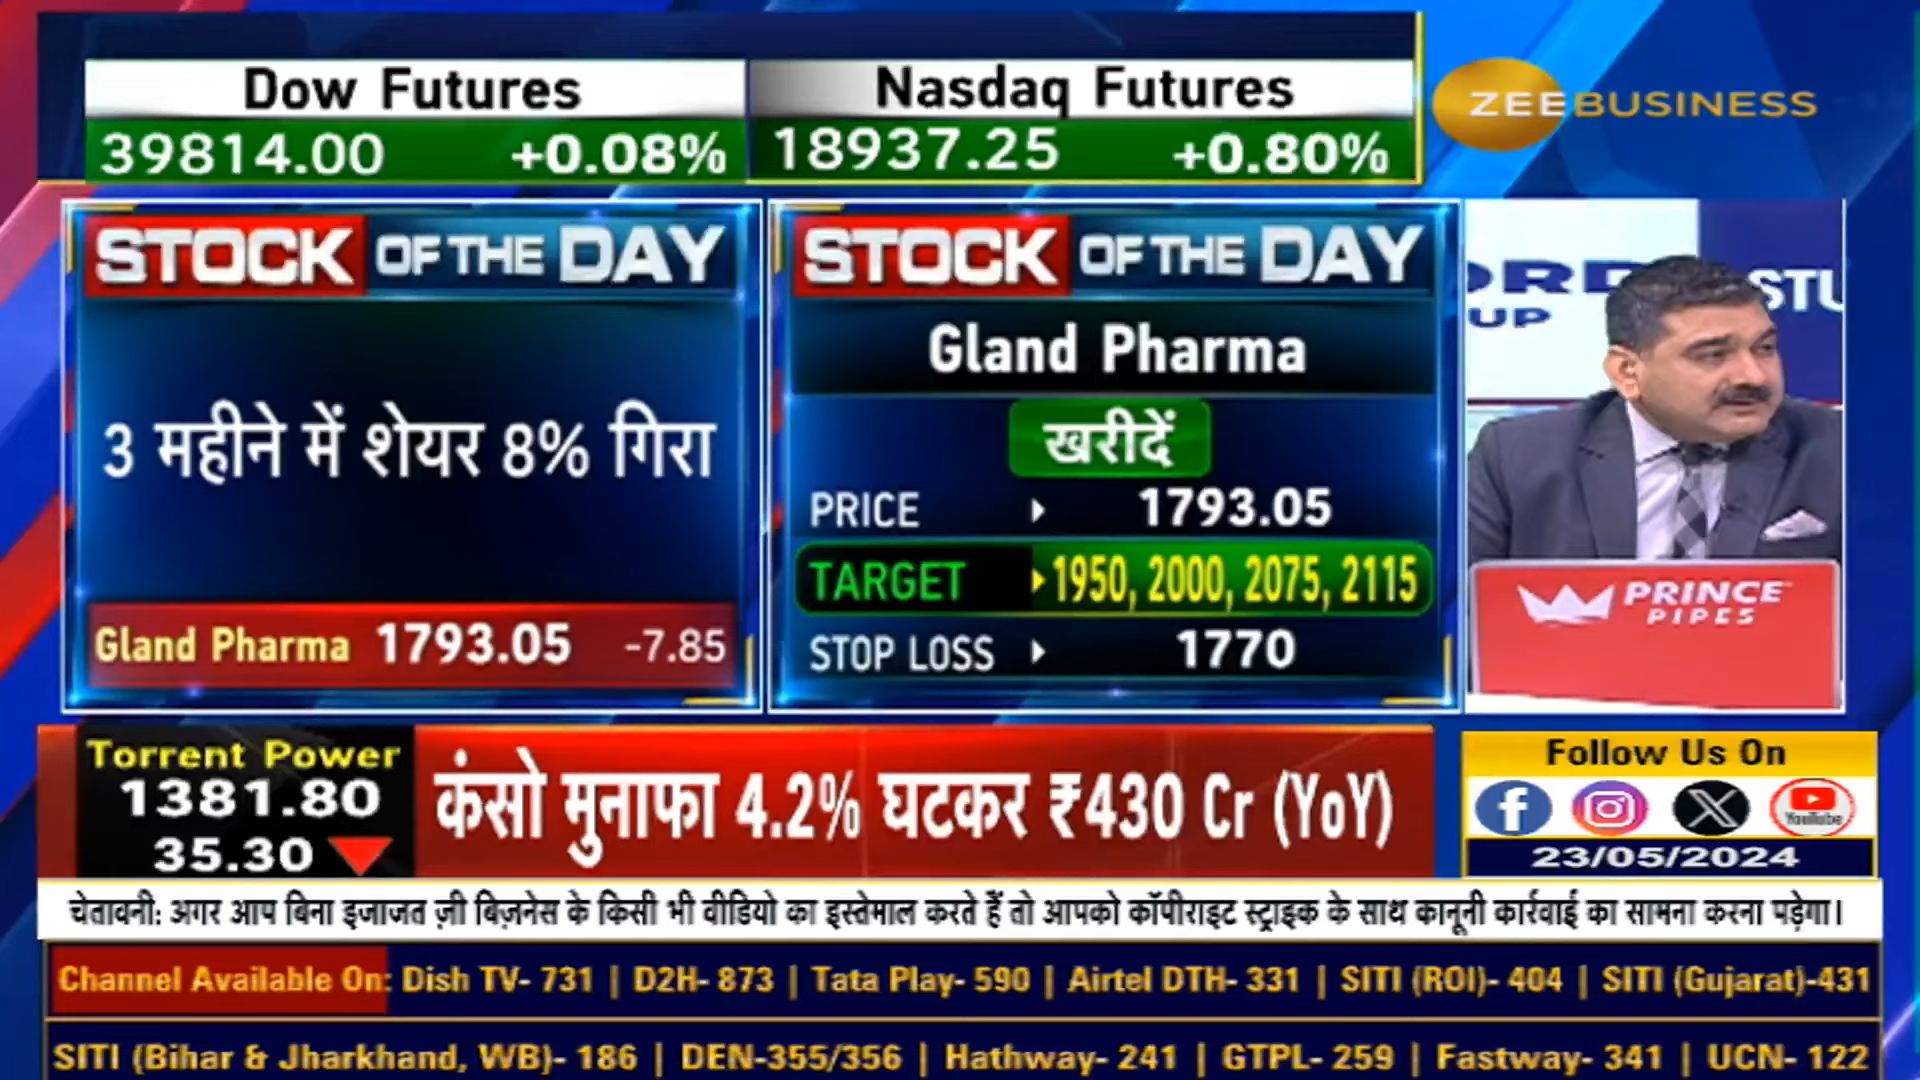 Dow Futures
39814.00 +0.08%
Nasdaq Futures
18937.25 +0.80%
ZEEBUSINESS
STOCK OF THE DAY
3 महीने में शेयर 8% गिरा
Gland Pharma 1793.05 -7.85
STOCK OF THE DAY
Gland Pharma
खरीदें
PRICE 1793.05
TARGET 1950, 2000, 2075, 2115
STOP LOSS 1770
ORD
UP
STU
PRINCE
PIPES
Torrent Power
1381.80
35.30
कंसो मुनाफा 4.2% घटकर ₹430 Cr (YoY)
Follow Us On
YouTube
23/05/2024
चेतावनी: अगर आप बिना इजाजत ज़ी बिज़नेस के किसी भी वीडियो का इस्तेमाल करते हैं तो आपको कॉपीराइट स्ट्राइक के साथ कानूनी कार्रवाई का सामना करना पड़ेगा।
Channel Available On: Dish TV- 731 | D2H- 873 | Tata Play- 590 | Airtel DTH- 331 | SITI (ROI)- 404 | SITI (Gujarat)-431
SITI (Bihar & Jharkhand, WB)- 186 | DEN-355/356 | Hathway- 241 | GTPL- 259 | Fastway- 341 | UCN- 122